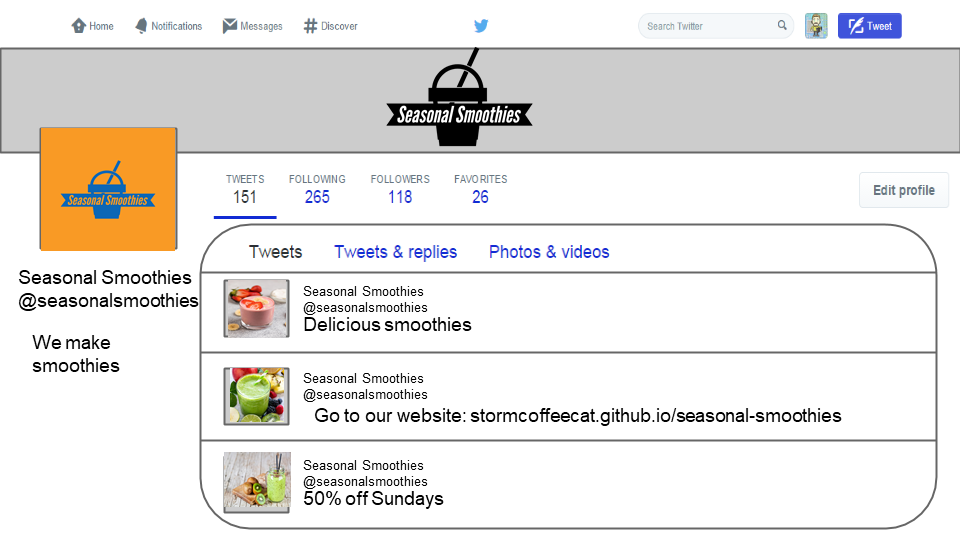 Home Notifications Messages Discover Search Twitter Tweet
Seasonal Smoothies
Seasonal Smoothies
TWEETS FOLLOWING FOLLOWERS FAVORITES
151 265 118 26
Edit profile
Seasonal Smoothies
@seasonalsmoothies
We make
smoothies
Tweets Tweets & replies Photos & videos
Seasonal Smoothies
@seasonalsmoothies
Delicious smoothies
Seasonal Smoothies
@seasonalsmoothies
Go to our website: stormcoffeecat.github.io/seasonal-smoothies
Seasonal Smoothies
@seasonalsmoothies
50% off Sundays